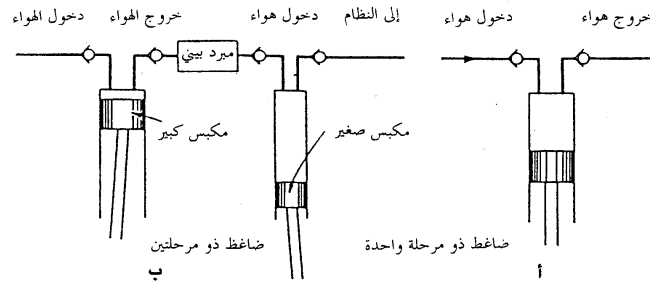 خروج هواء
دخول هواء
إلى النظام
دخول هواء
خروج الهواء
دخول الهواء
مبرد بيني
مكبس صغير
مكبس كبير
ضاغط ذو مرحلة واحدة
ضاغظ ذو مرحلتين
أ
ب